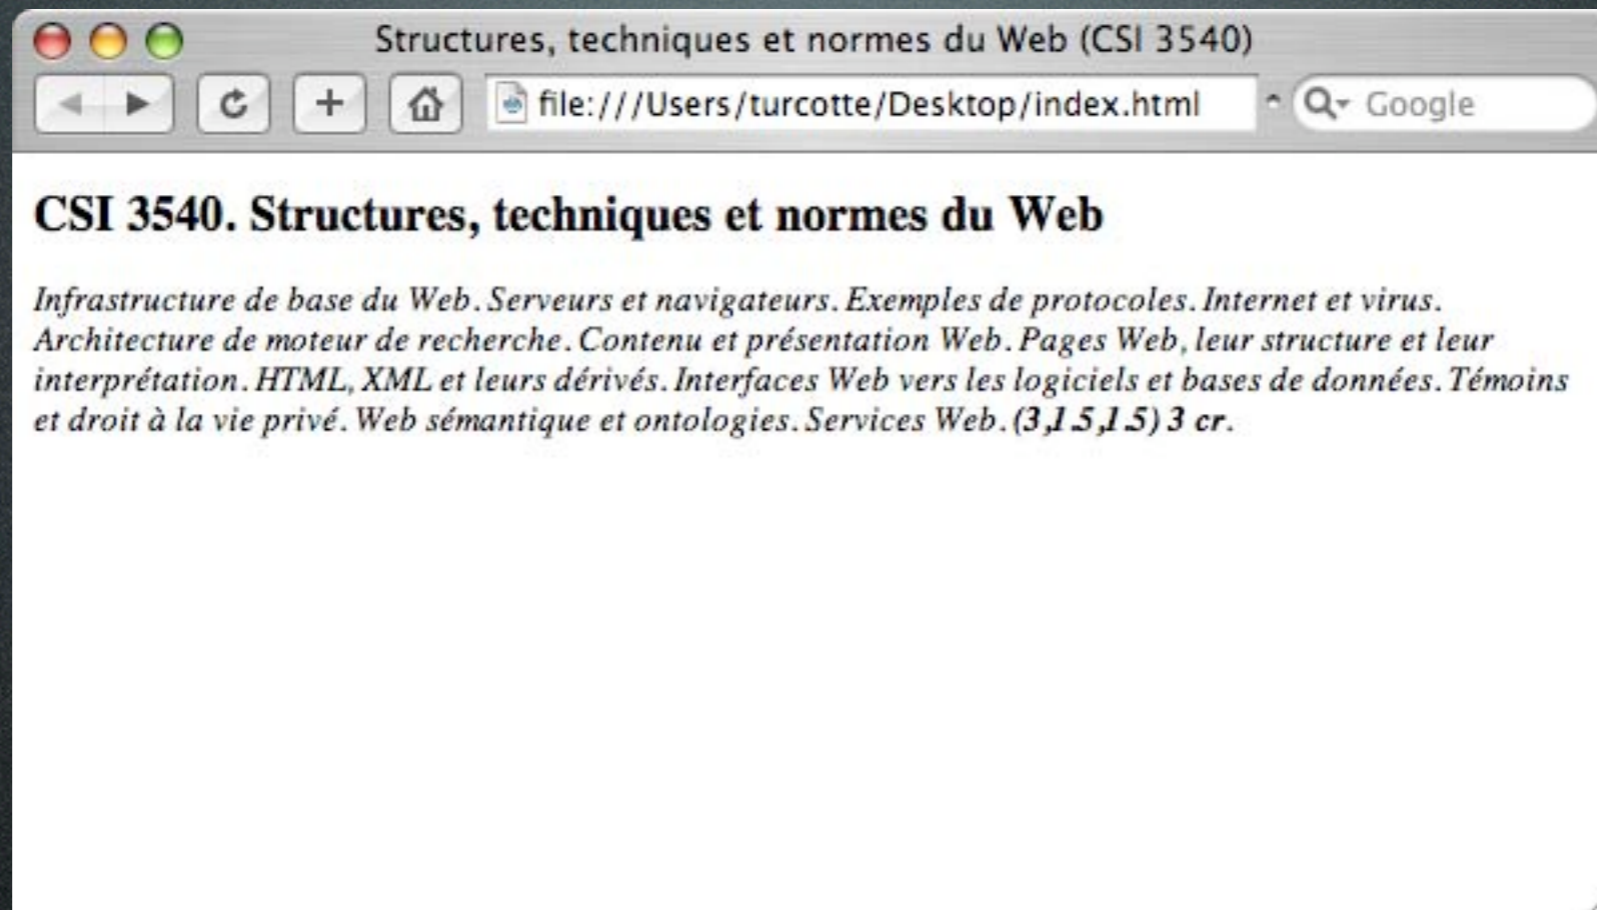 Structures, techniques et normes du Web (CSI 3540)
file:///Users/turcotte/Desktop/index.html
Google
CSI 3540. Structures, techniques et normes du Web
Infrastructure de base du Web. Serveurs et navigateurs. Exemples de protocoles. Internet et virus.
Architecture de moteur de recherche. Contenu et présentation Web. Pages Web, leur structure et leur
interprétation. HTML, XML et leurs dérivés. Interfaces Web vers les logiciels et bases de données. Témoins
et droit à la vie privé. Web sémantique et ontologies. Services Web. (3,1.5,1.5) 3 cr.